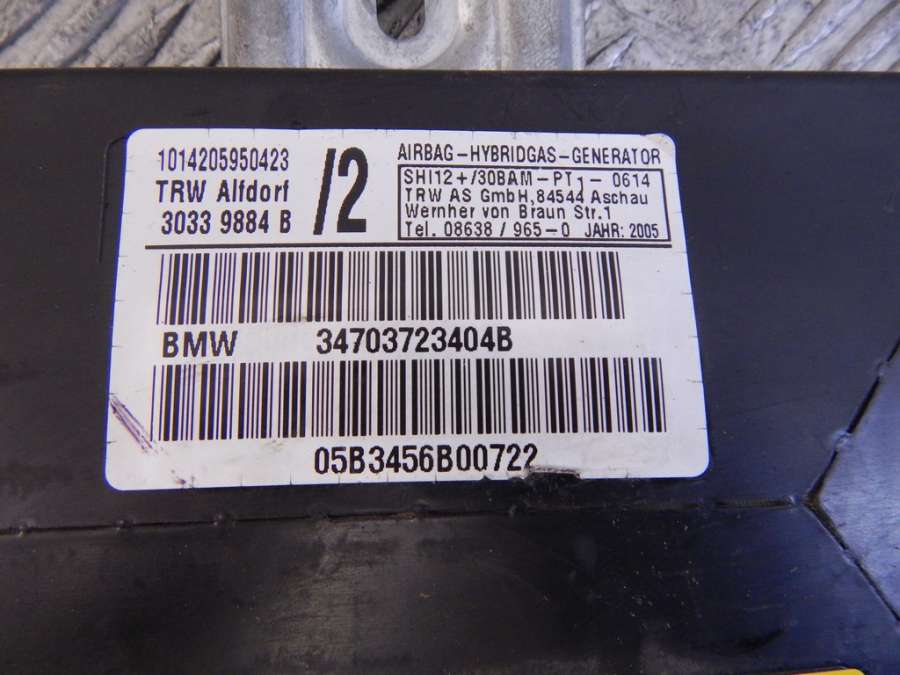 1014205950423
TRW Alfdorf
3033 9884 B
/2
AIRBAG-HYBRIDGAS-GENERATOR
SHI12+/30BAM-PT1-0614
TRW AS GmbH,84544 Aschau
Wernher von Braun Str.1
Tel. 08638/965-0 JAHR: 2005
BMW 34703723404B
05B3456B00722